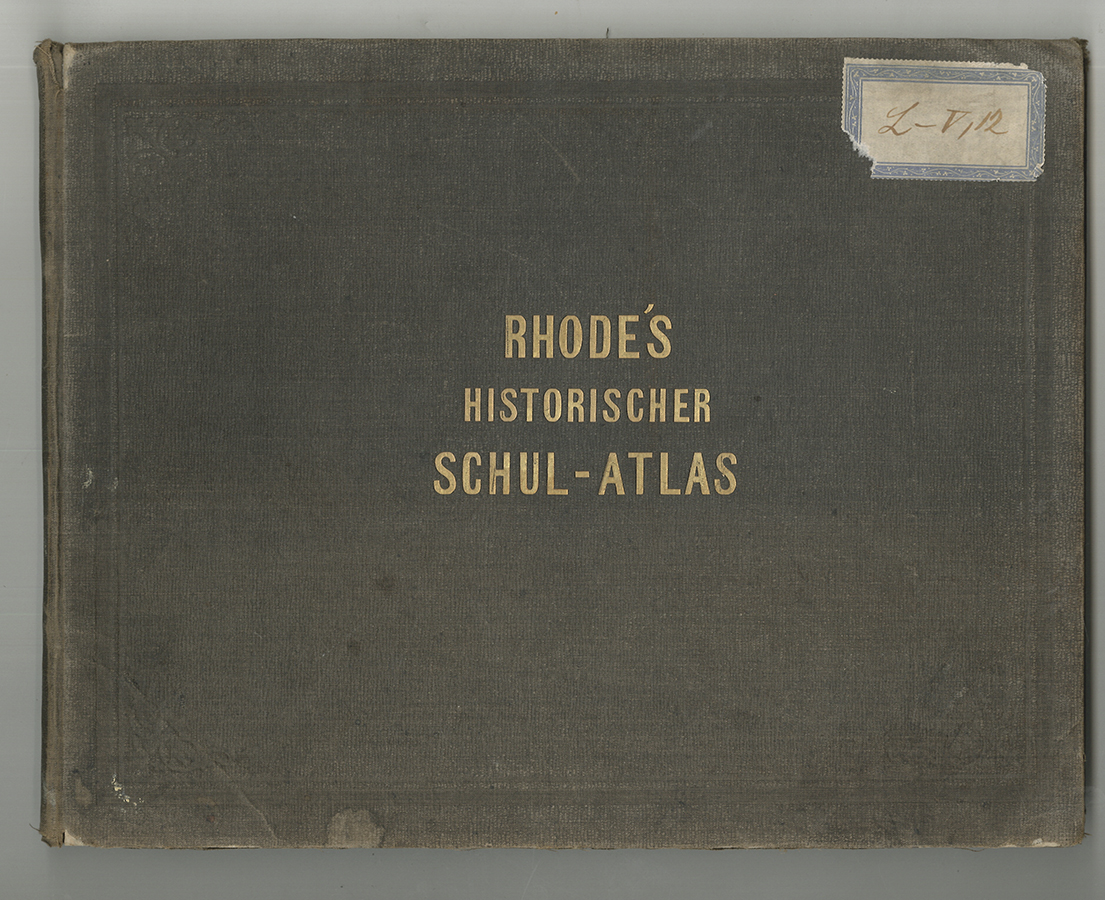 L-V,12
RHODE'S
HISTORISCHER
SCHUL-ATLAS